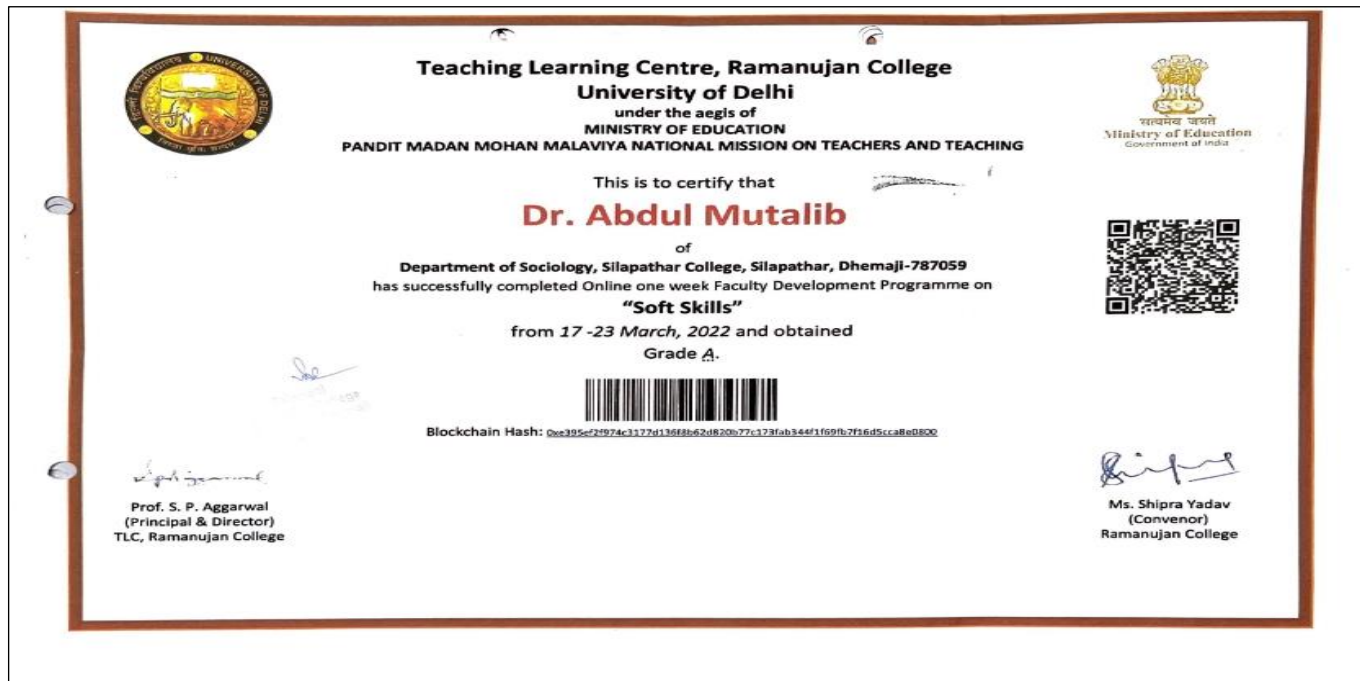 Teaching Learning Centre, Ramanujan College
University of Delhi
under the aegis of
MINISTRY OF EDUCATION
PANDIT MADAN MOHAN MALAVIYA NATIONAL MISSION ON TEACHERS AND TEACHING
सत्यमेव जयते
Ministry of Education
Government of India
This is to certify that
Dr. Abdul Mutalib
of
Department of Sociology, Silapathar College, Silapathar, Dhemaji-787059
has successfully completed Online one week Faculty Development Programme on
“Soft Skills”
from 17 -23 March, 2022 and obtained
Grade A.
Blockchain Hash:
Prof. S. P. Aggarwal
(Principal & Director)
TLC, Ramanujan College
Ms. Shipra Yadav
(Convenor)
Ramanujan College